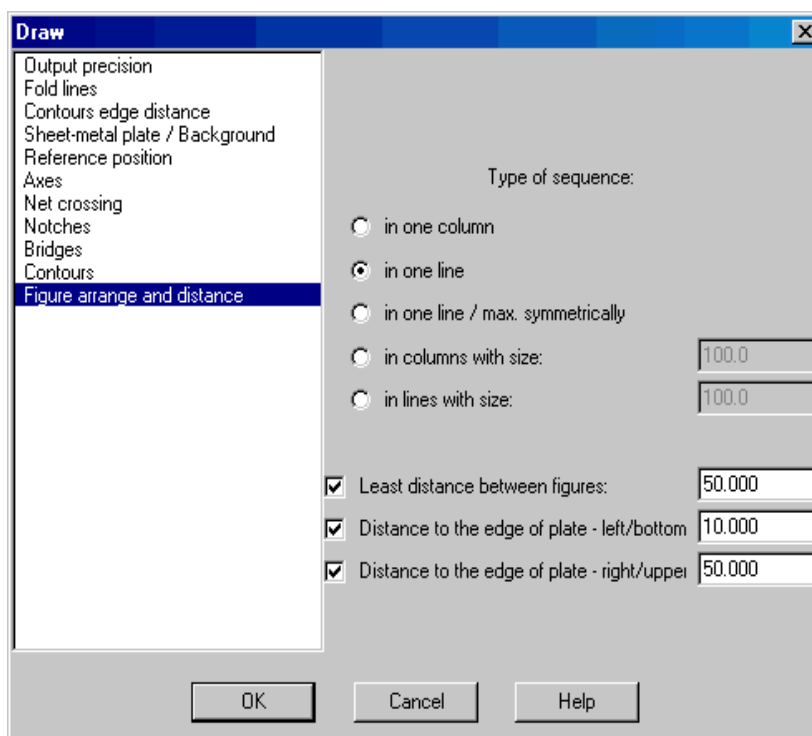 Draw
Output precision
Fold lines
Contours edge distance
Sheet-metal plate / Background
Reference position
Axes
Net crossing
Notches
Bridges
Contours
Figure arrange and distance
Type of sequence:
in one column
in one line
in one line / max. symmetrically
in columns with size: 100.0
in lines with size: 100.0
Least distance between figures: 50.000
Distance to the edge of plate - left/bottom 10.000
Distance to the edge of plate - right/upper 50.000
OK Cancel Help